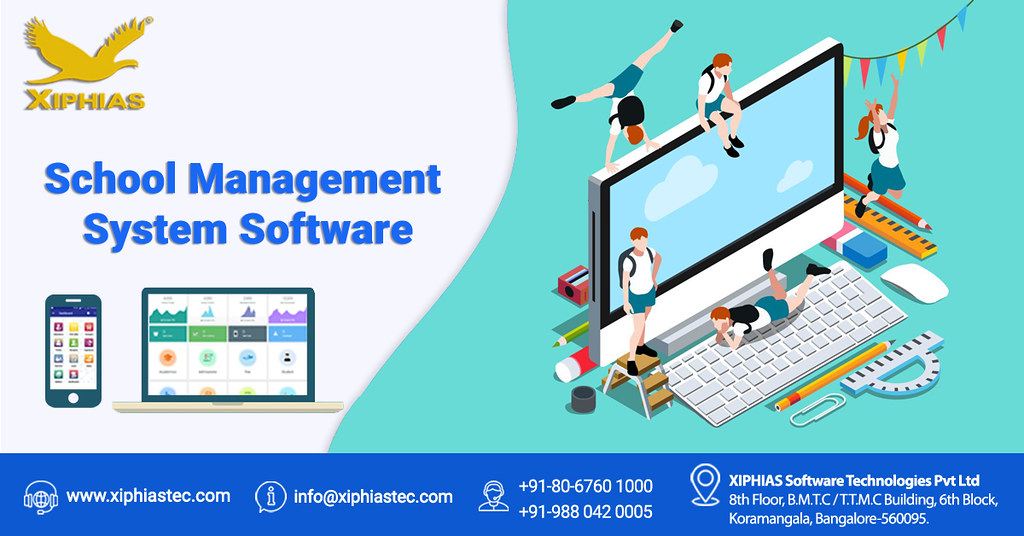 XIPHIAS
School Management
System Software
www.xiphiastec.com
info@xiphiastec.com
+91-80-6760 1000
+91-988 042 0005
XIPHIAS Software Technologies Pvt Ltd
8th Floor, B.M.T.C / T.T.M.C Building, 6th Block,
Koramangala, Bangalore-560095.